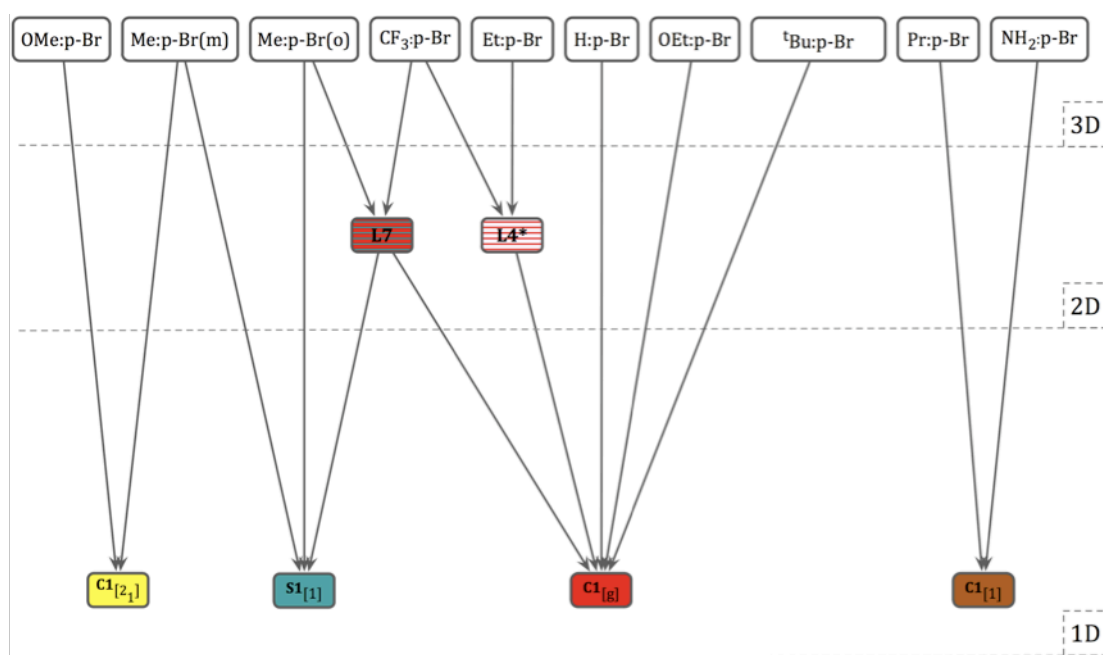 OMe:p-Br
Me:p-Br(m)
Me:p-Br(o)
CF₃:p-Br
Et:p-Br
H:p-Br
OEt:p-Br
ᵗBu:p-Br
Pr:p-Br
NH₂:p-Br
3D
L7
L4*
2D
C1[2₁]
S1[1]
C1[g]
C1[1]
1D